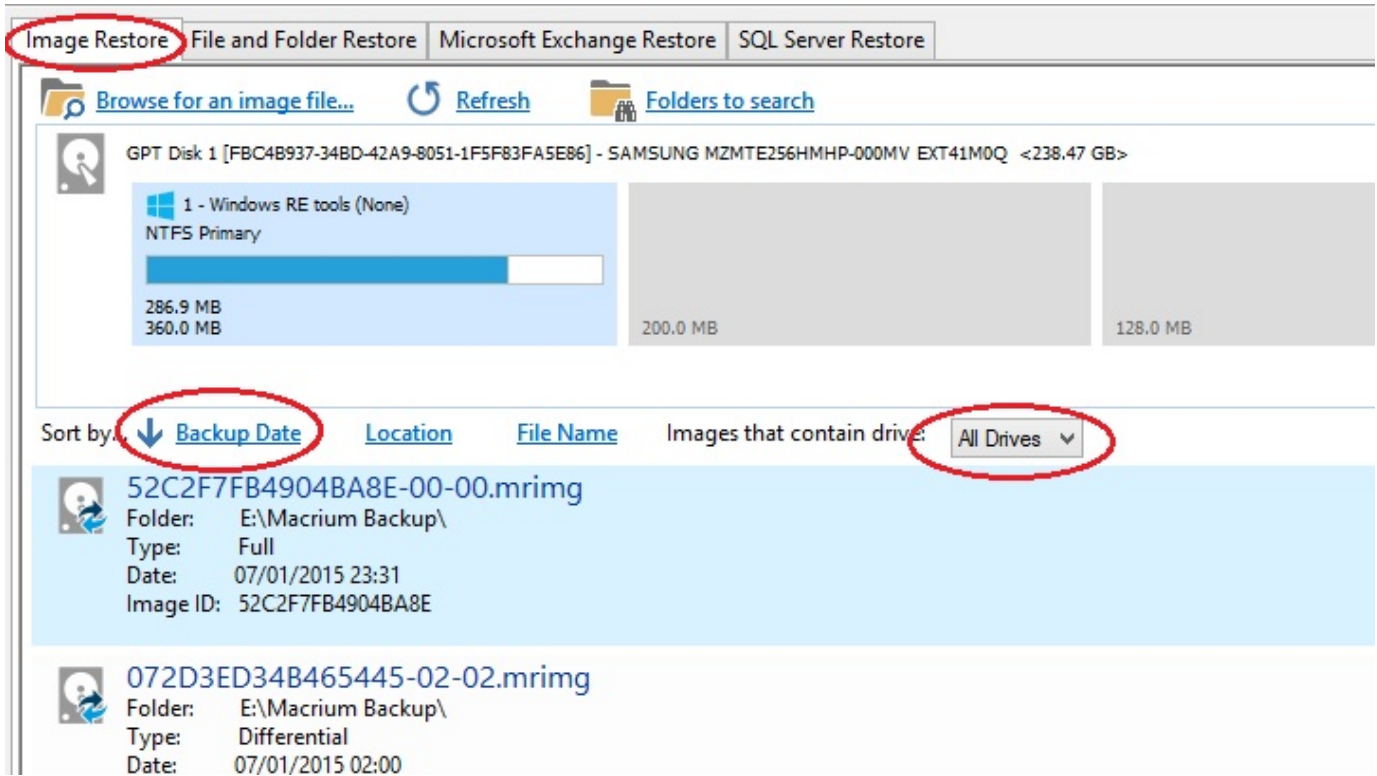 Image Restore File and Folder Restore Microsoft Exchange Restore SQL Server Restore
Browse for an image file... Refresh Folders to search
GPT Disk 1 [FBC4B937-34BD-42A9-8051-1F5F83FA5E86] - SAMSUNG MZMTE256HMHP-000MV EXT41M0Q <238.47 GB>
1 - Windows RE tools (None)
NTFS Primary
286.9 MB
360.0 MB 200.0 MB 128.0 MB
Sort by... Backup Date Location File Name Images that contain drive: All Drives
52C2F7FB4904BA8E-00-00.mrimg
Folder: E:\Macrium Backup\
Type: Full
Date: 07/01/2015 23:31
Image ID: 52C2F7FB4904BA8E
072D3ED34B465445-02-02.mrimg
Folder: E:\Macrium Backup\
Type: Differential
Date: 07/01/2015 02:00